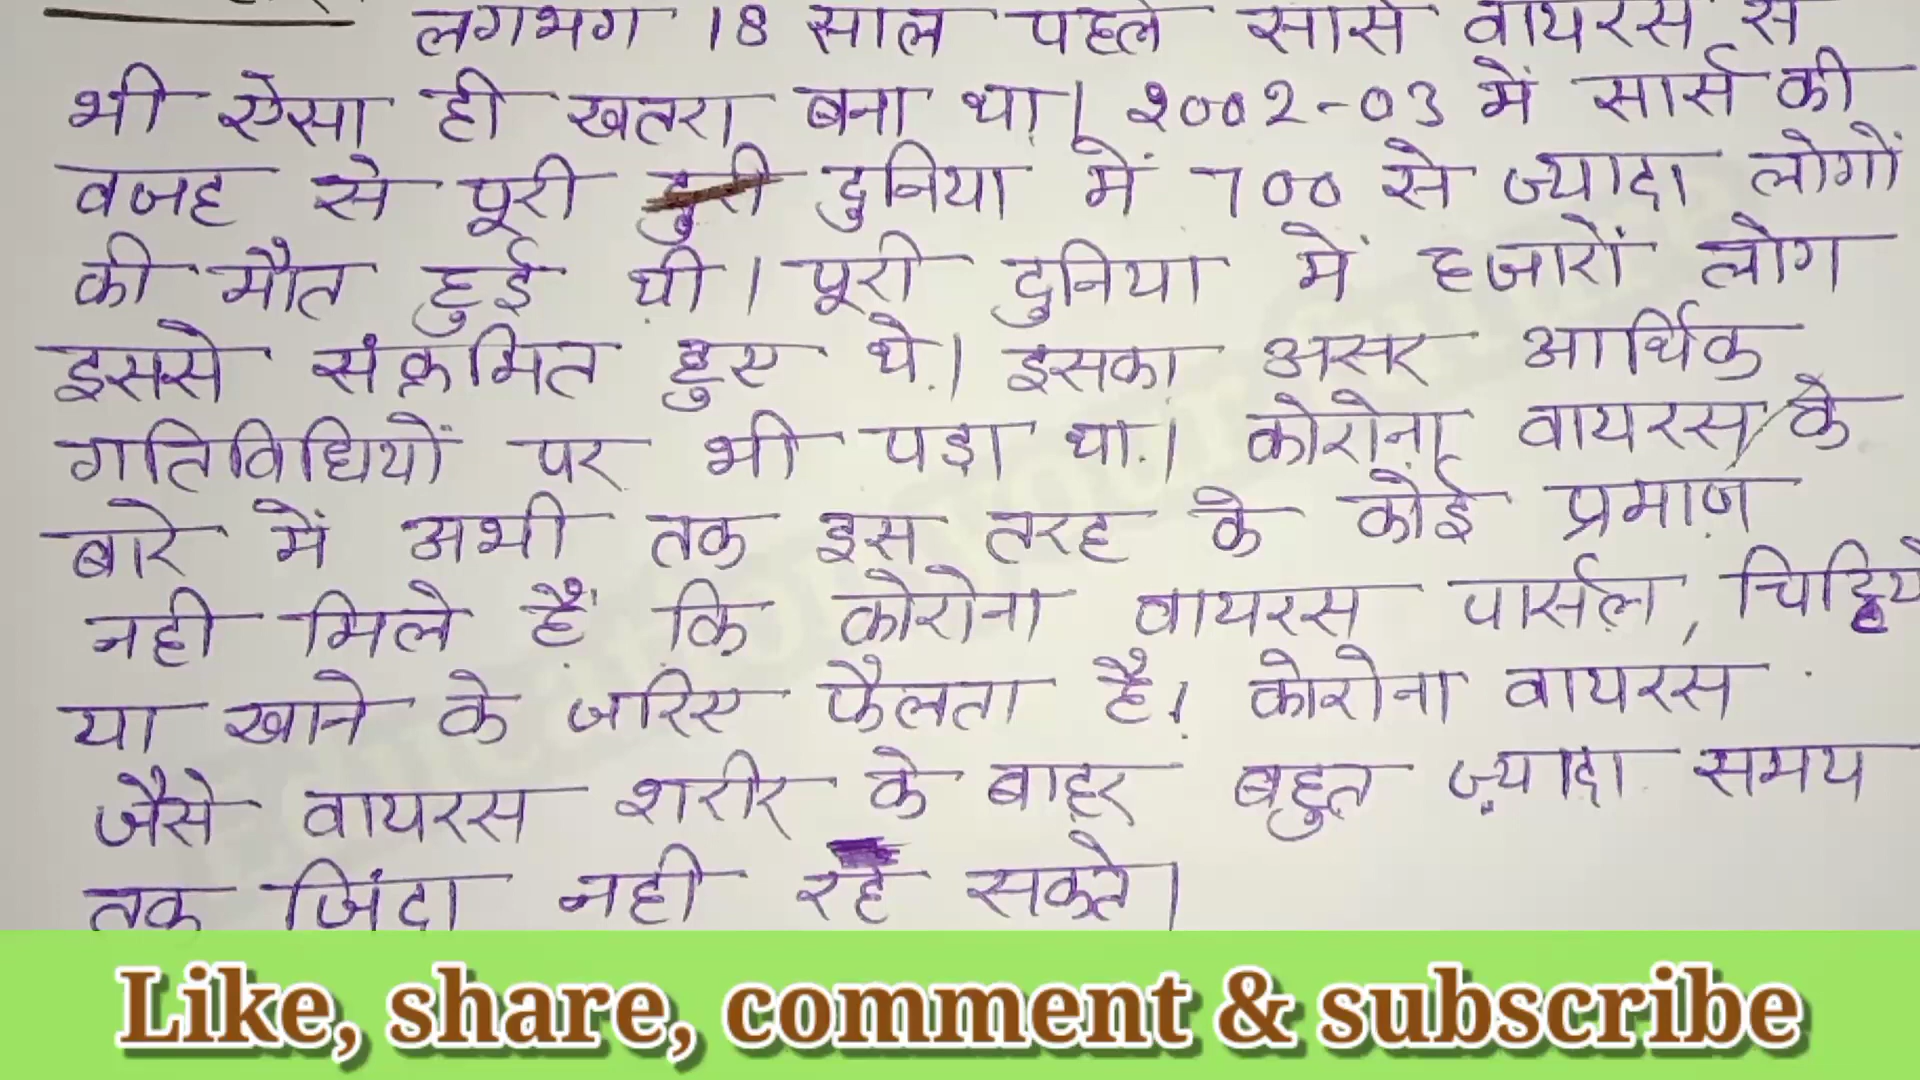 लगभग 18 साल पहले सार्स वायरस से
भी ऐसा ही खतरा बना था। २००2-03 में सार्स की
वजह से पूरी दुनिया में 700 से ज्यादा लोगों
की मौत हुई थी। पूरी दुनिया में हजारों लोग
इससे संक्रमित हुए थे। इसका असर आर्थिक
गतिविधियों पर भी पड़ा था। कोरोना वायरस के
बारे में अभी तक इस तरह के कोई प्रमाण
नही मिले हैं कि कोरोना वायरस पार्सल,
या खाने के जरिए फैलता है। कोरोना वायरस
जैसे वायरस शरीर के बाहर बहुत ज़्यादा समय
तक जिंदा नही रह सकते।
Like, share, comment & subscribe